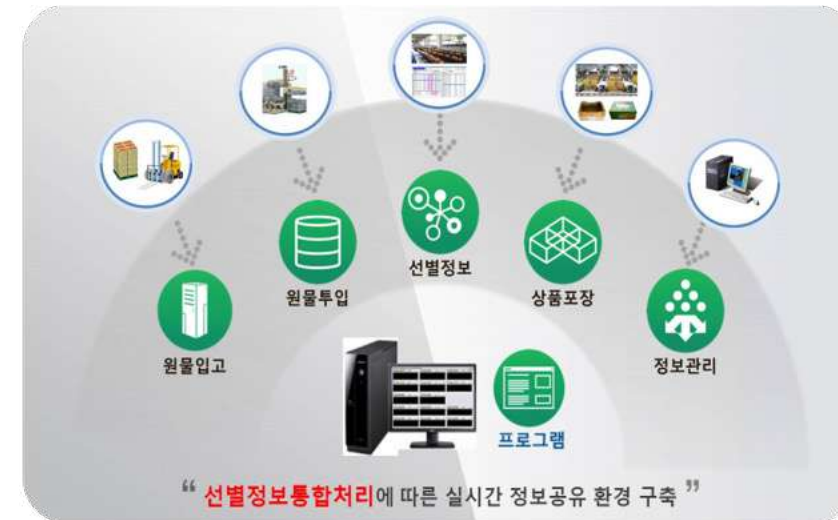 선별정보
원물투입
상품포장
원물입고
정보관리
프로그램
“ 선별정보통합처리에 따른 실시간 정보공유 환경 구축 ”